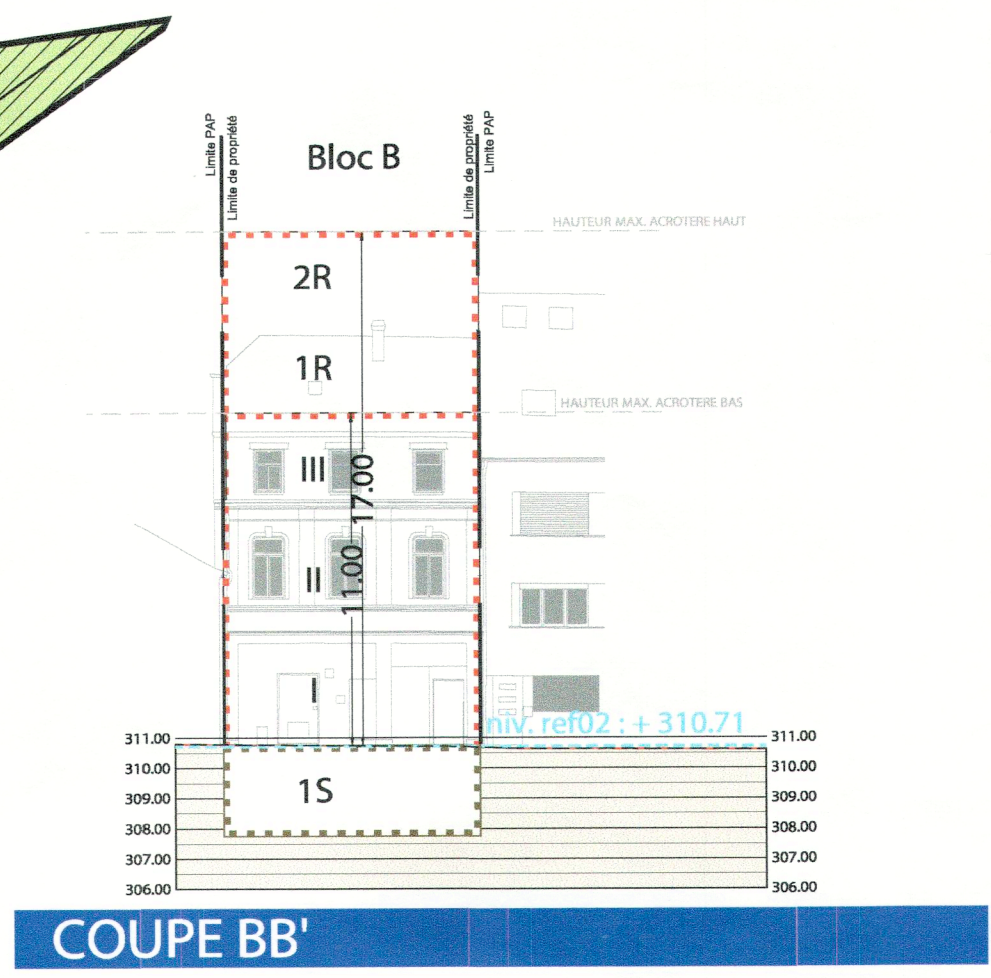 Limite PAP
Limite de propriété
Bloc B
Limite de propriété
Limite PAP
HAUTEUR MAX. ACROTERE HAUT
2R
1R
HAUTEUR MAX. ACROTERE BAS
III
17.00
II
11.00
I
niv. ref02 : + 310.71
311.00
311.00
310.00
310.00
1S
309.00
309.00
308.00
308.00
307.00
307.00
306.00
306.00
COUPE BB'